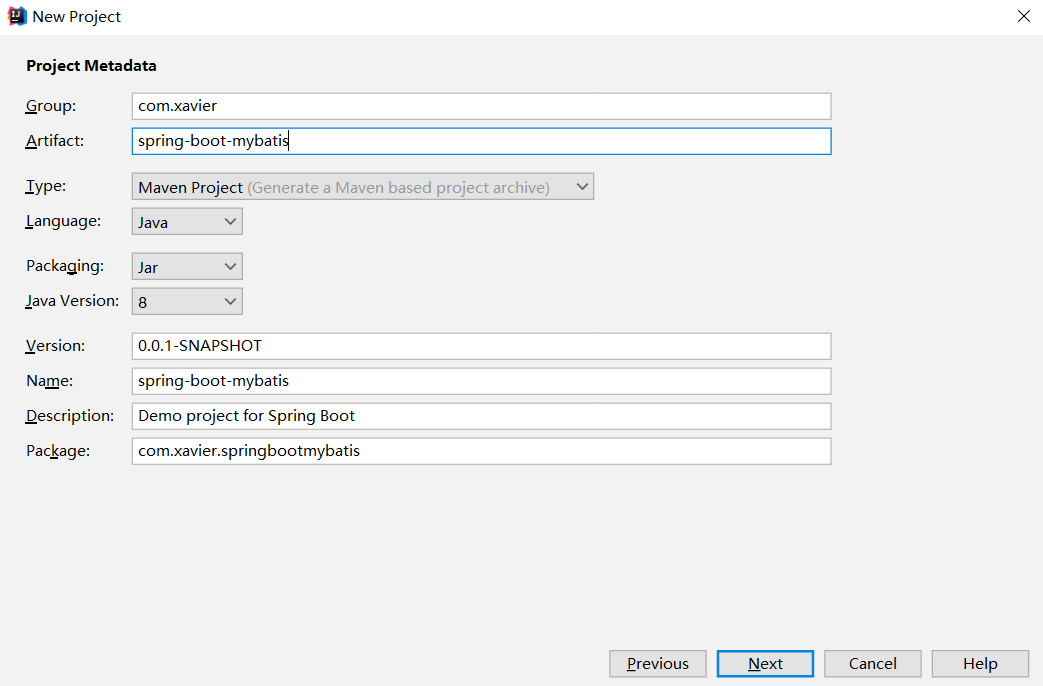 New Project
Project Metadata
Group: com.xavier
Artifact: spring-boot-mybatis
Type: Maven Project (Generate a Maven based project archive)
Language: Java
Packaging: Jar
Java Version: 8
Version: 0.0.1-SNAPSHOT
Name: spring-boot-mybatis
Description: Demo project for Spring Boot
Package: com.xavier.springbootmybatis
Previous Next Cancel Help